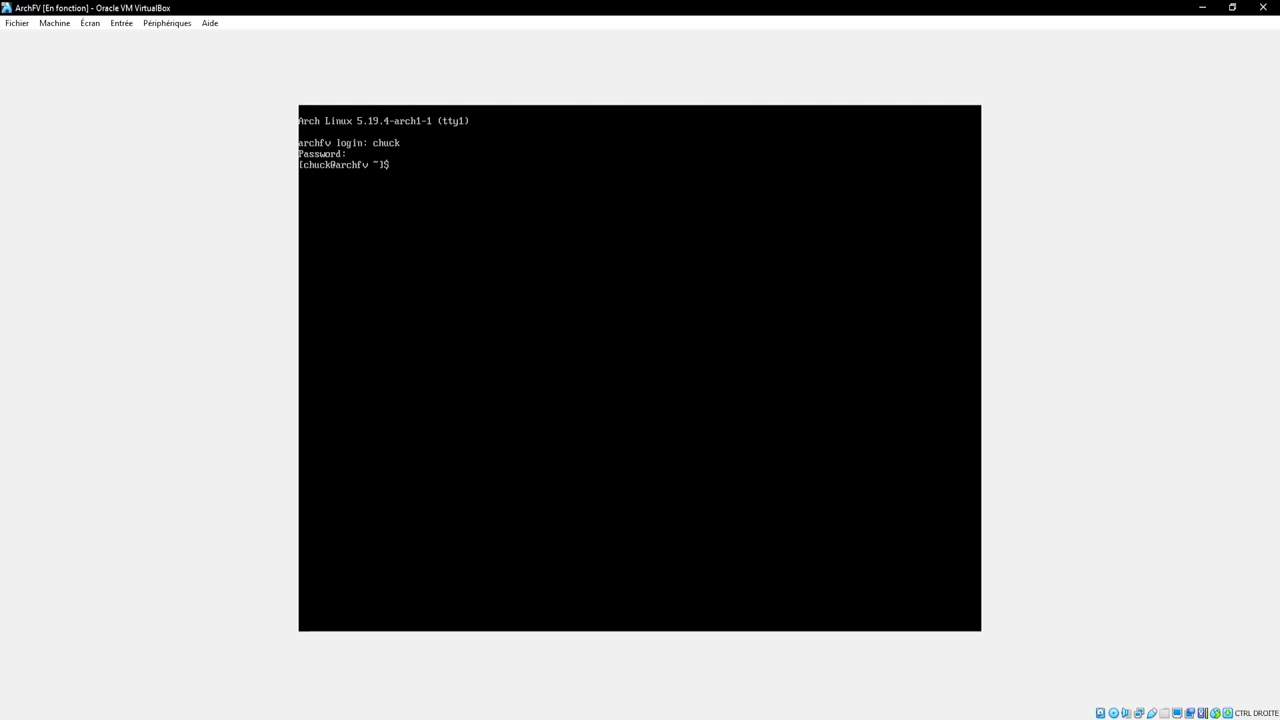 ArchFV [En fonction] - Oracle VM VirtualBox
Fichier Machine Écran Entrée Périphériques Aide
Arch Linux 5.19.4-arch1-1 (tty1)
archfv login: chuck
Password:
[chuck@archfv ~]$
CTRL DROITE